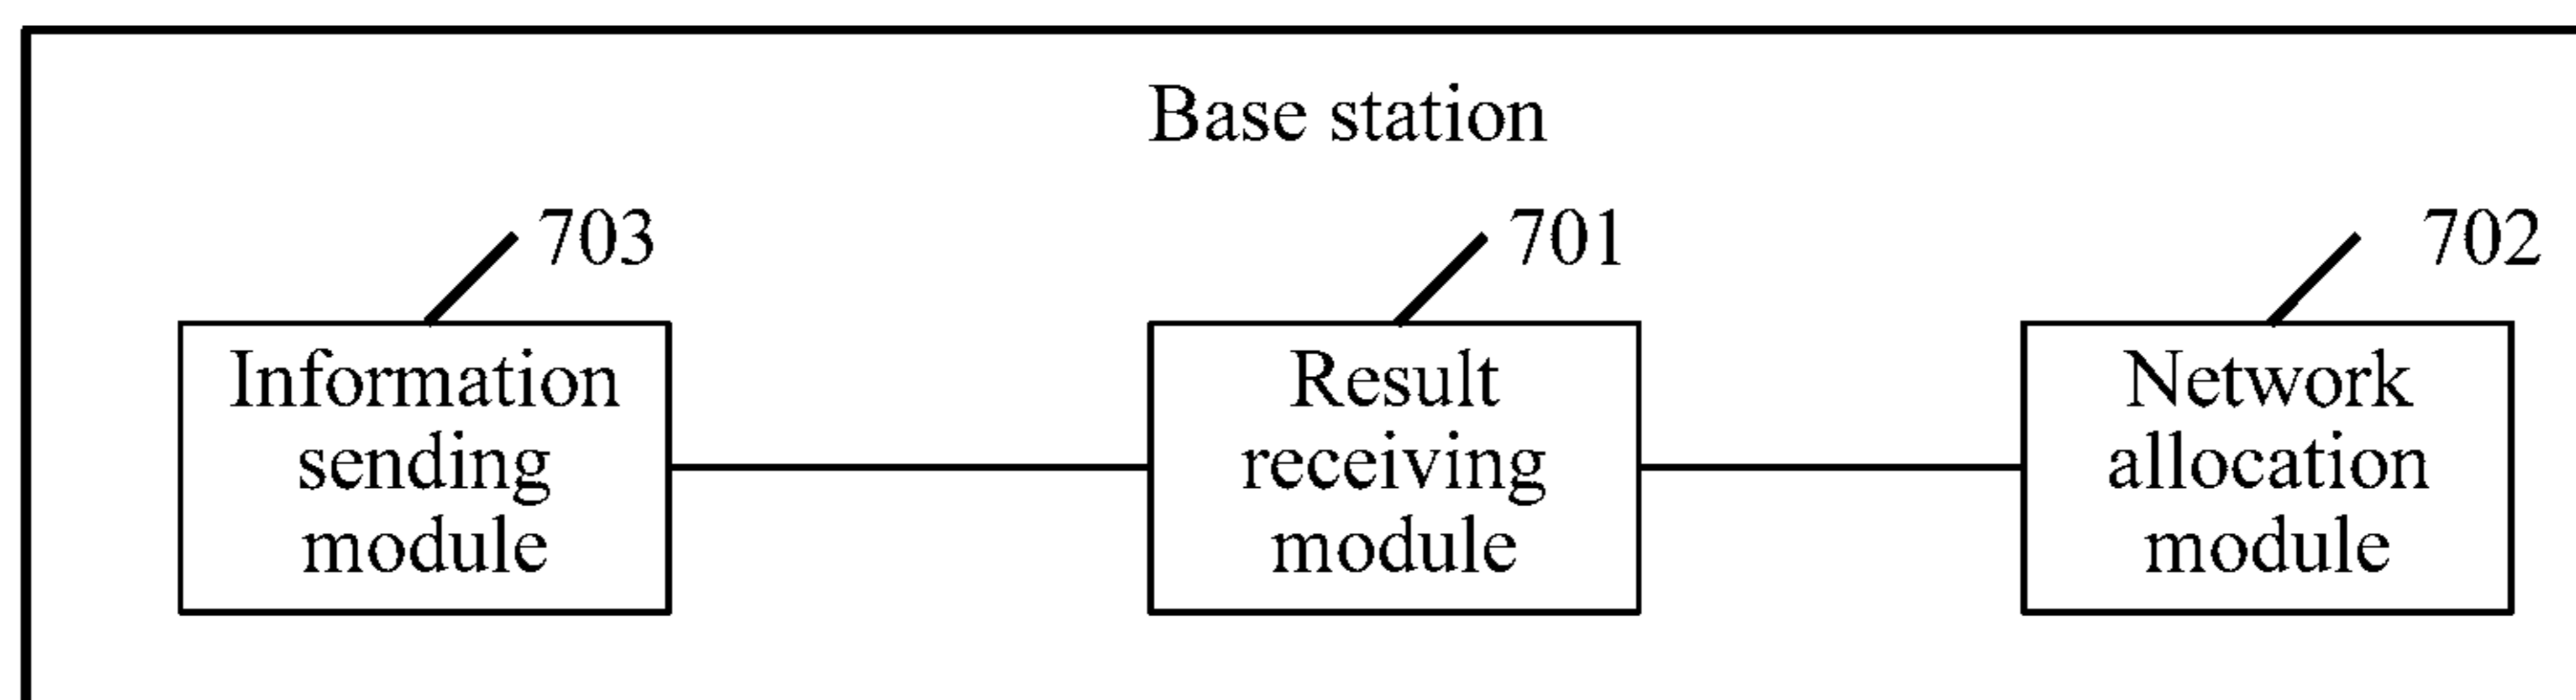 Base station
703
701
702
Information
sending
module
Result
receiving
module
Network
allocation
module